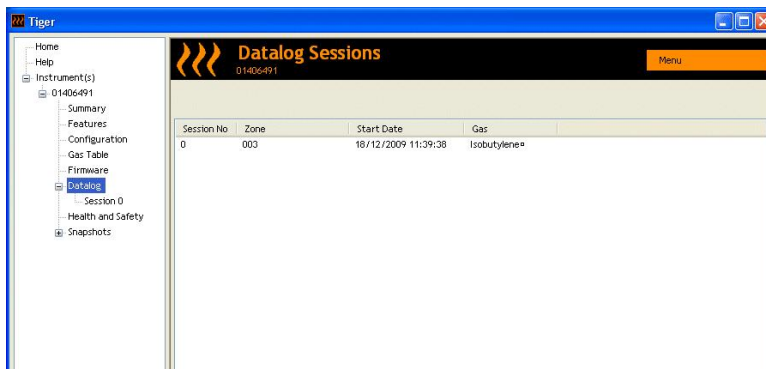 Tiger
Home
Help
Instrument(s)
01406491
Summary
Features
Configuration
Gas Table
Firmware
Datalog
Session 0
Health and Safety
Snapshots
Datalog Sessions
01406491
Menu
Session No Zone Start Date Gas
0 003 18/12/2009 11:39:38 Isobutylene¤